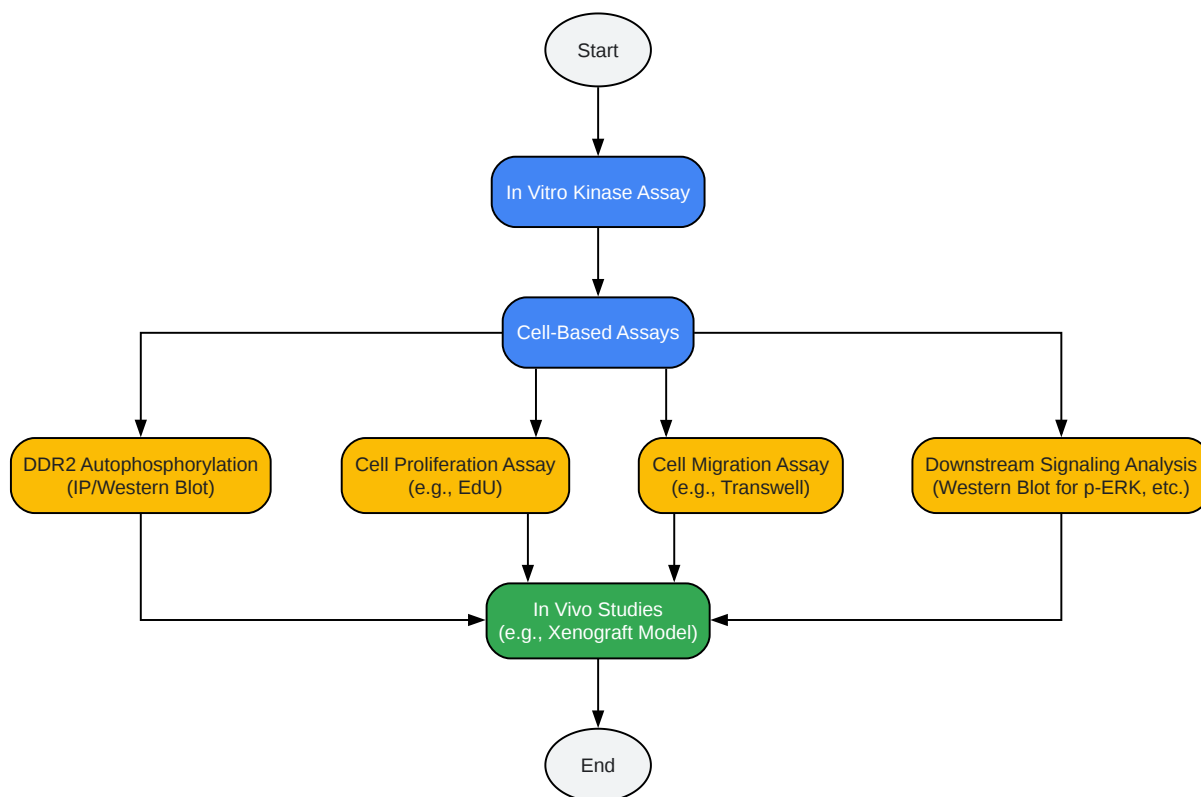 Start
In Vitro Kinase Assay
Cell-Based Assays
DDR2 Autophosphorylation
(IP/Western Blot)
Cell Proliferation Assay
(e.g., EdU)
Cell Migration Assay
(e.g., Transwell)
Downstream Signaling Analysis
(Western Blot for p-ERK, etc.)
In Vivo Studies
(e.g., Xenograft Model)
End